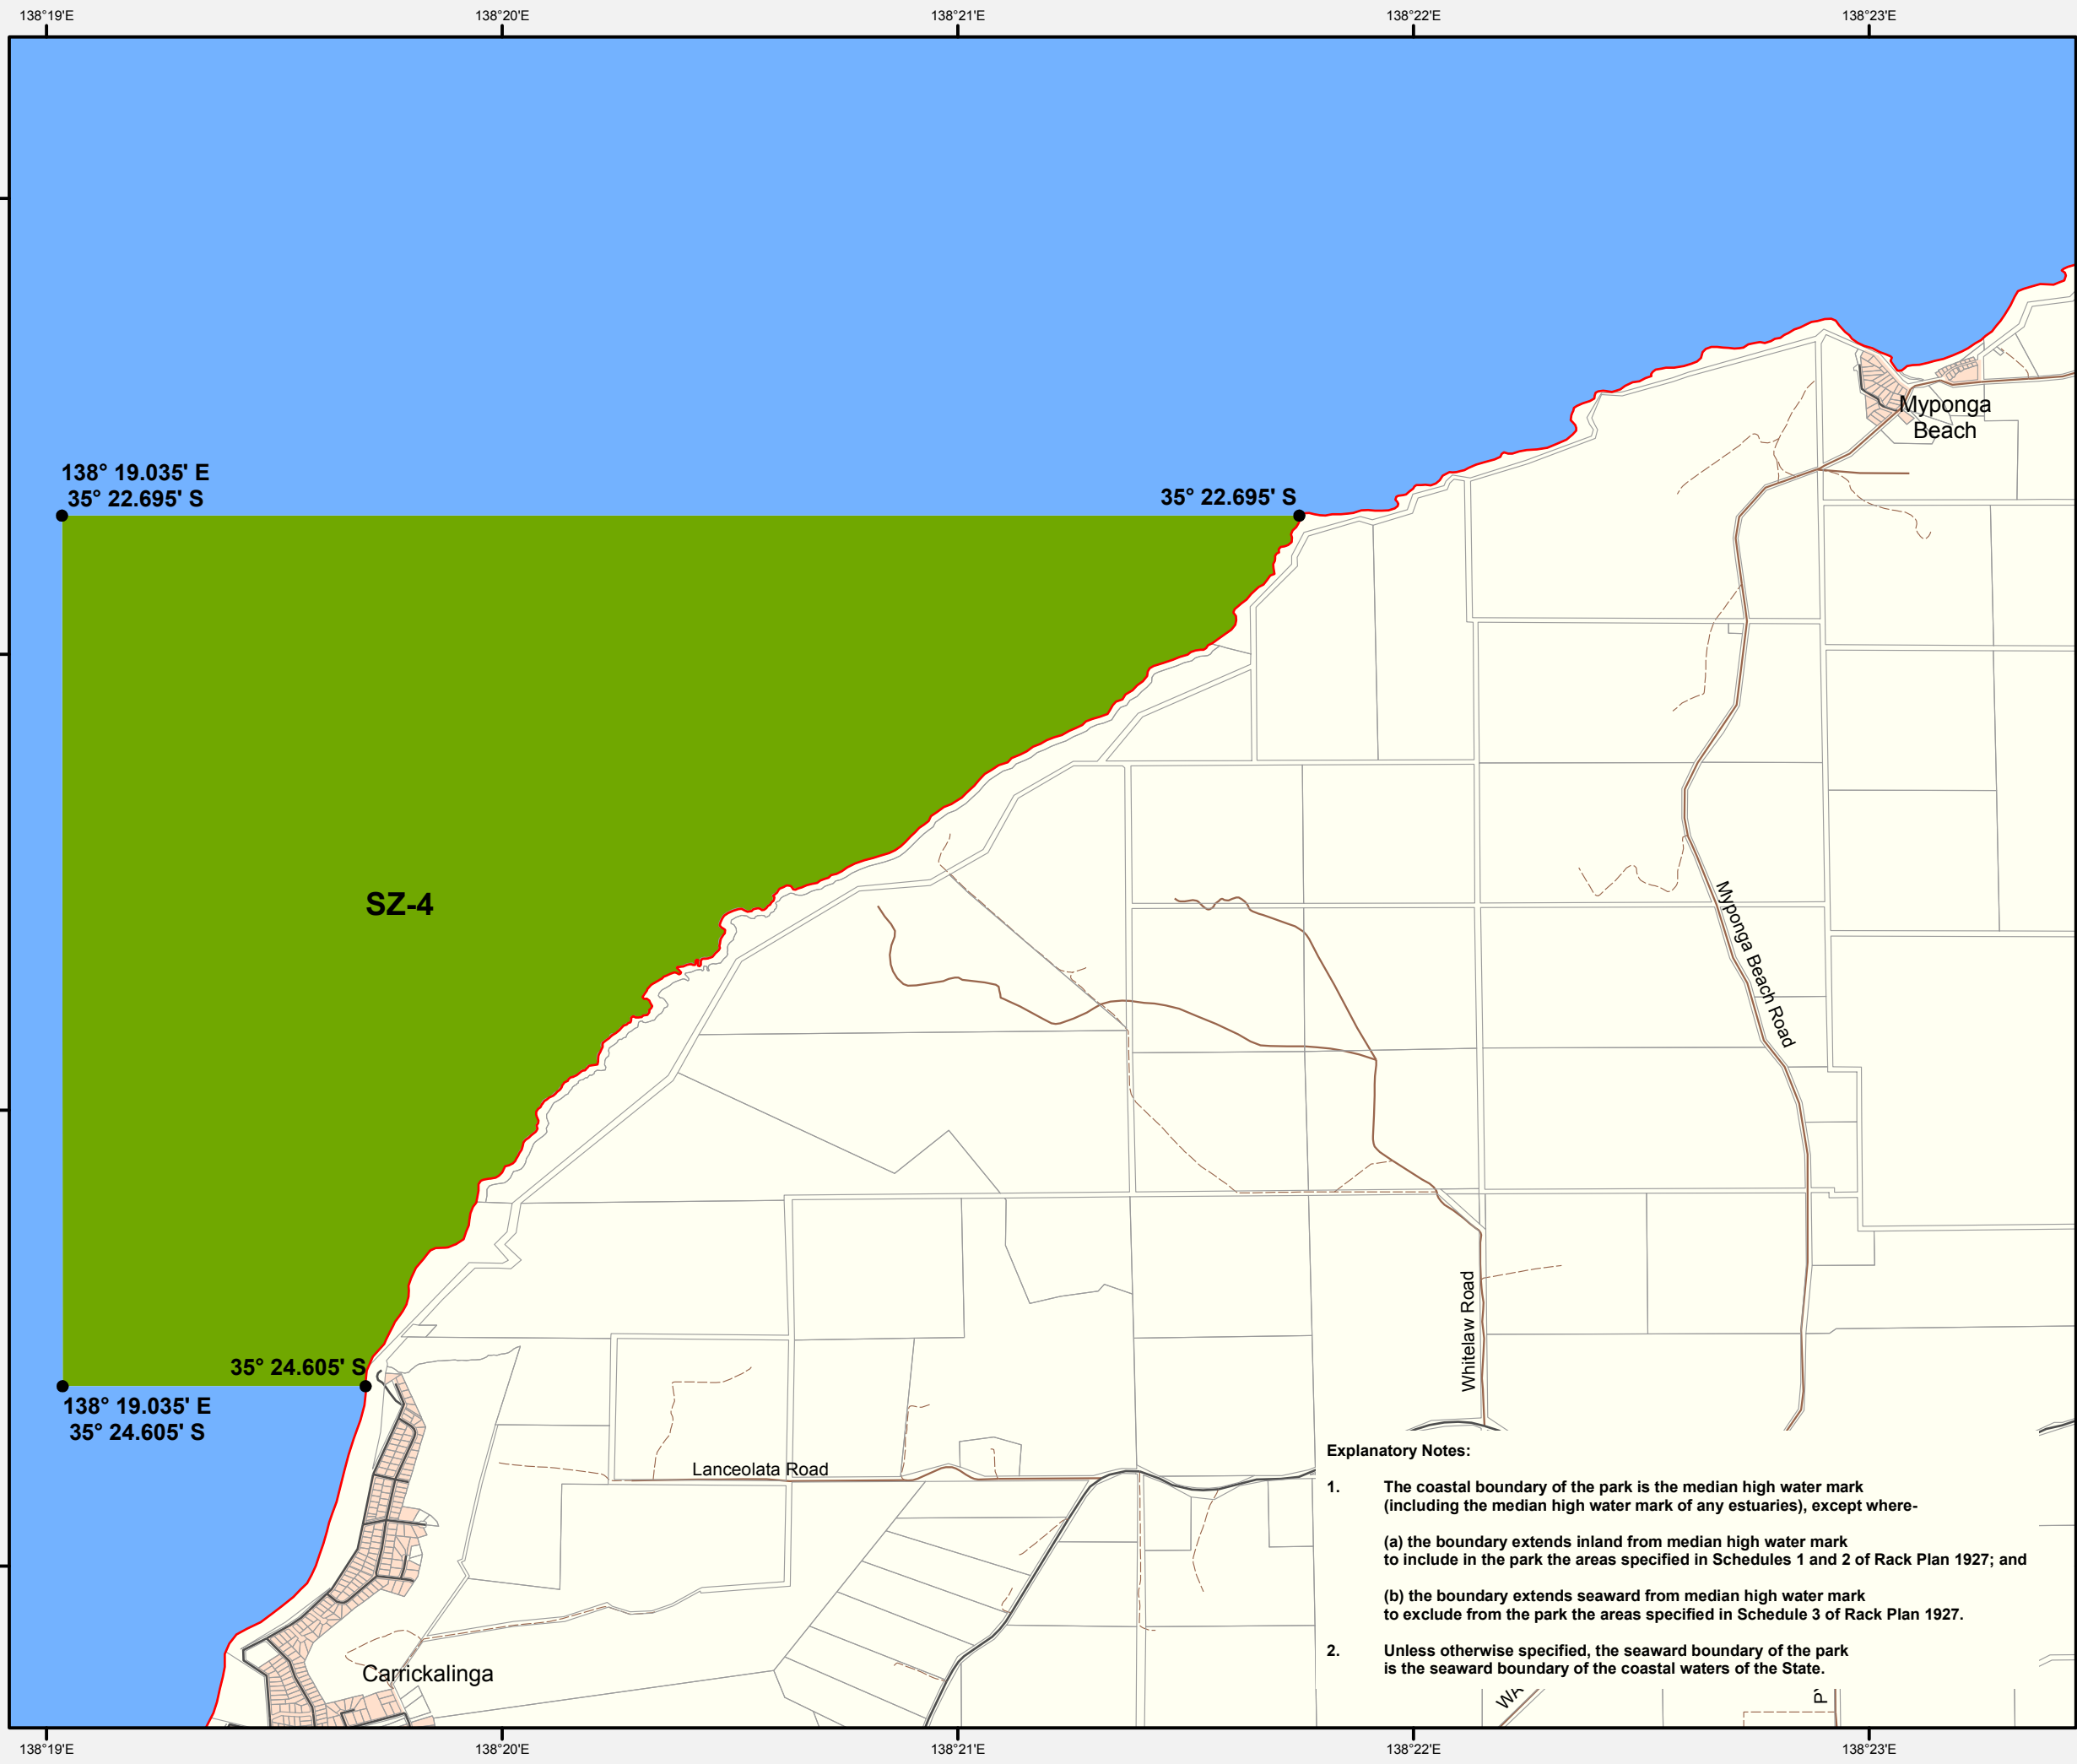 138°19'E 138°20'E 138°21'E 138°22'E 138°23'E
Myponga
Beach
138° 19.035' E
35° 22.695' S
35° 22.695' S
SZ-4
Myponga Beach Road
Whitelaw Road
35° 24.605' S
138° 19.035' E
35° 24.605' S
Lanceolata Road
Carrickalinga
Explanatory Notes:
1. The coastal boundary of the park is the median high water mark
(including the median high water mark of any estuaries), except where-
(a) the boundary extends inland from median high water mark
to include in the park the areas specified in Schedules 1 and 2 of Rack Plan 1927; and
(b) the boundary extends seaward from median high water mark
to exclude from the park the areas specified in Schedule 3 of Rack Plan 1927.
2. Unless otherwise specified, the seaward boundary of the park
is the seaward boundary of the coastal waters of the State.
138°19'E 138°20'E 138°21'E 138°22'E 138°23'E